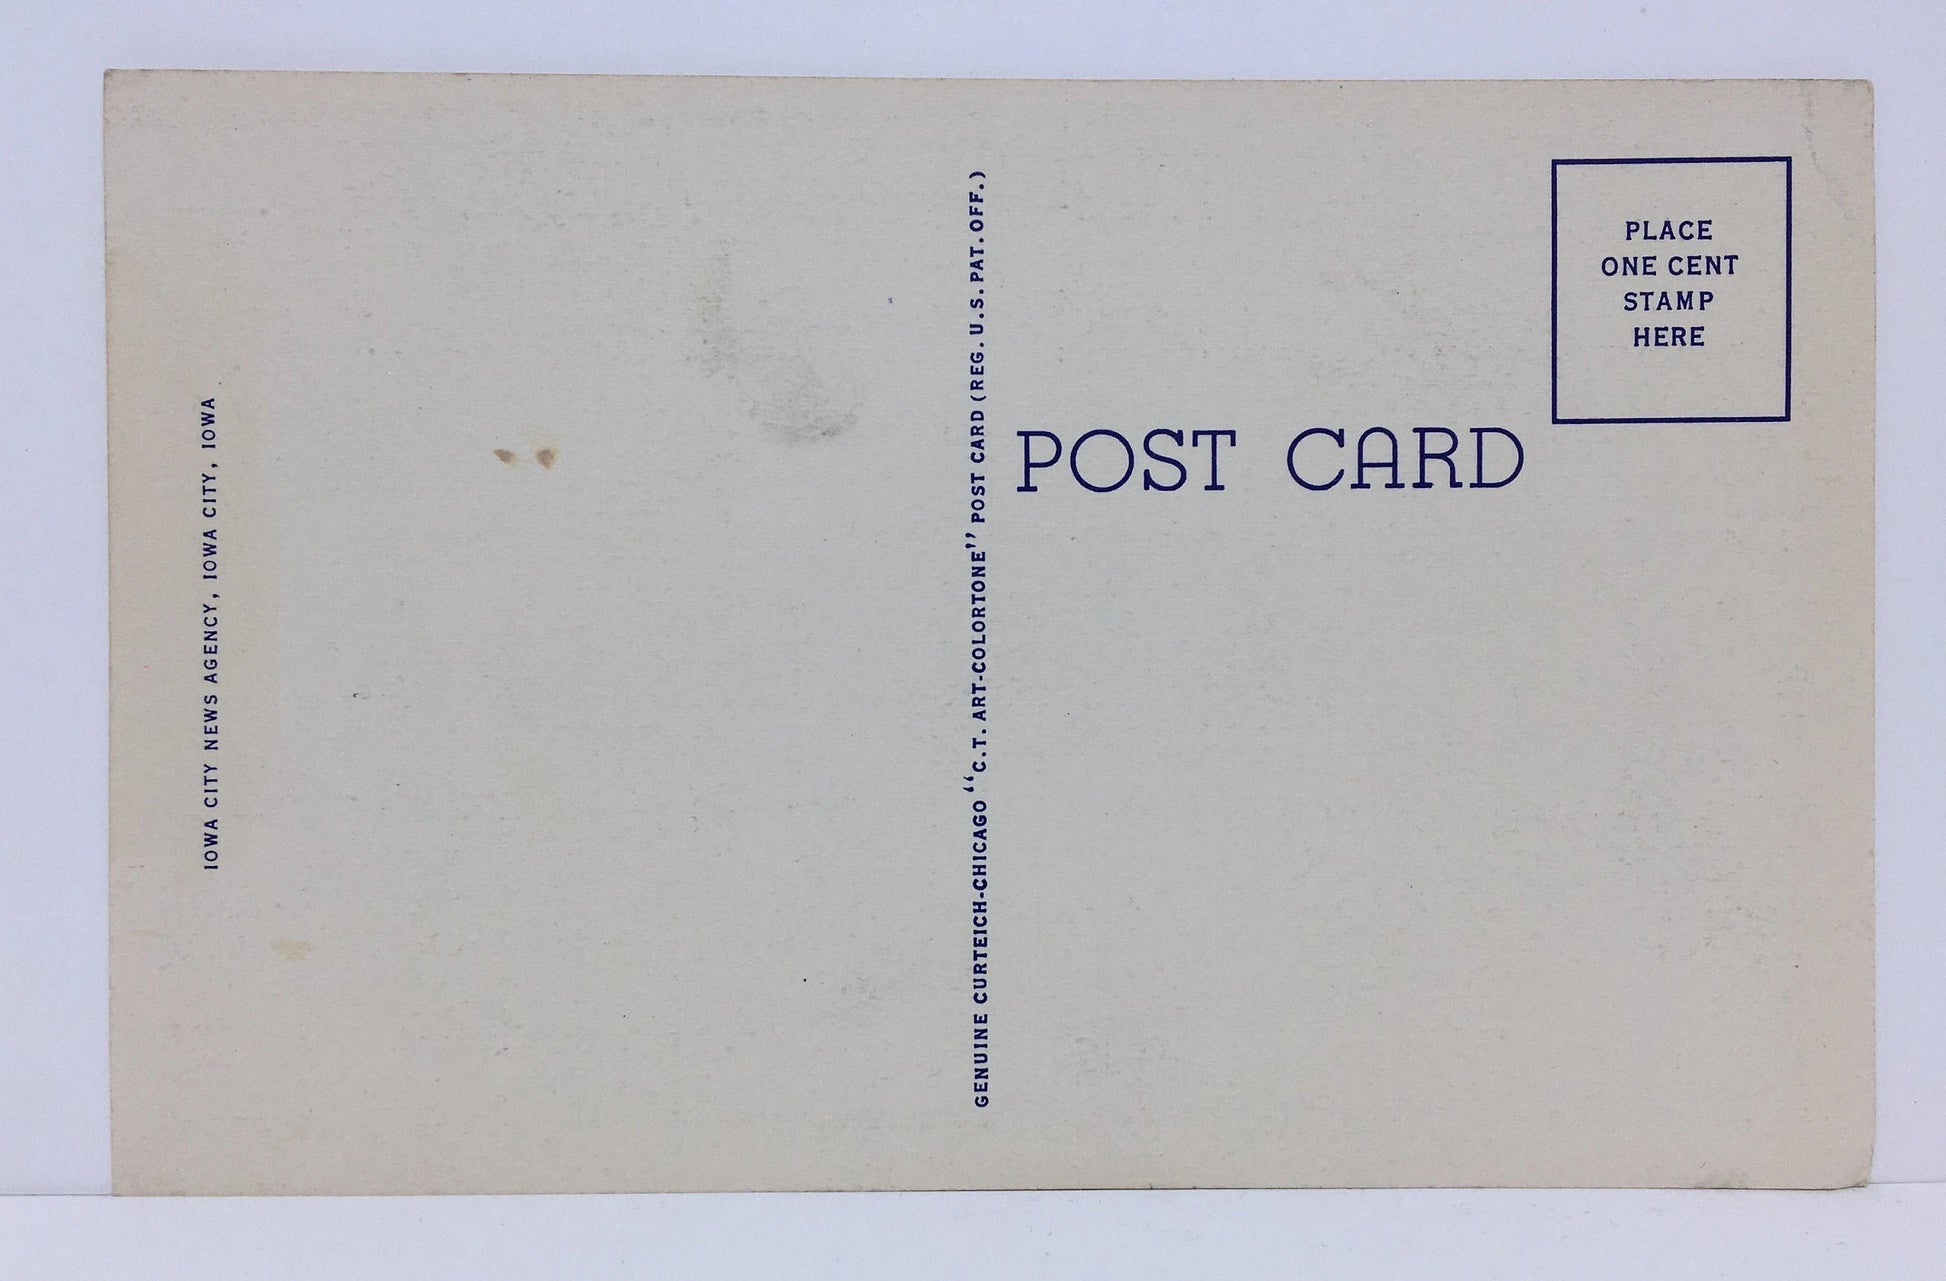 IOWA CITY NEWS AGENCY, IOWA CITY, IOWA
GENUINE CURTEICH-CHICAGO "C.T. ART-COLORTONE" POST CARD (REG. U.S. PAT. OFF.)
POST CARD
PLACE
ONE CENT
STAMP
HERE